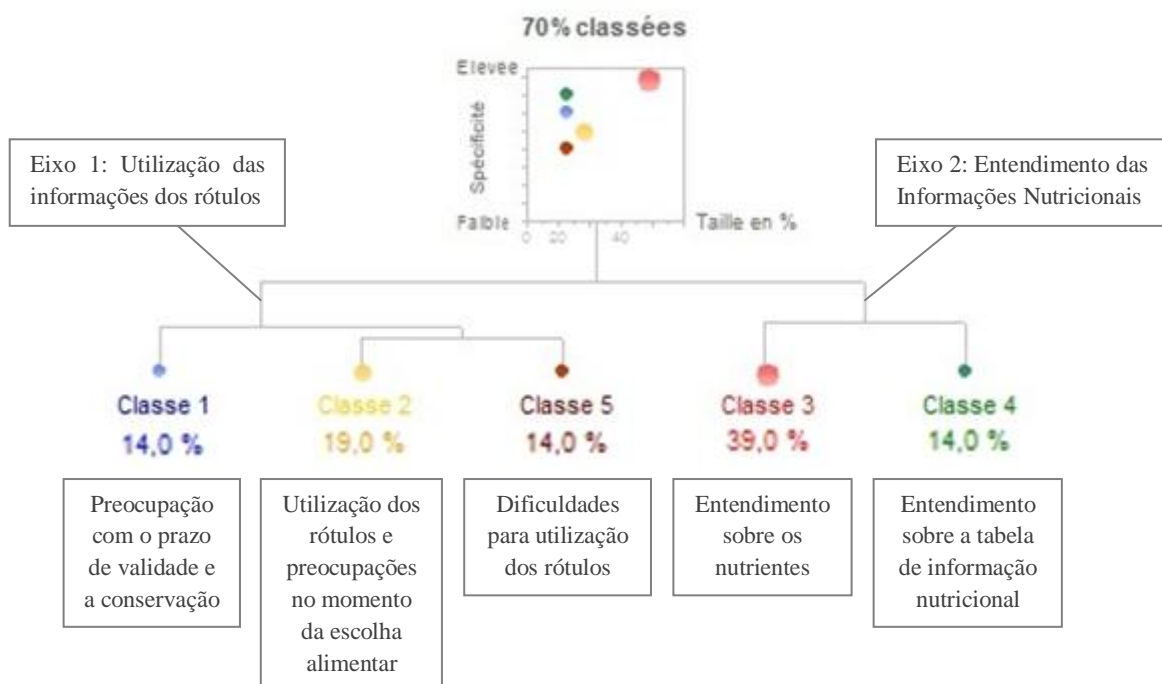 70% classées
Elevée
Spécificité
Faible
0 20 40
Taille en %
Eixo 1: Utilização das
informações dos rótulos
Eixo 2: Entendimento das
Informações Nutricionais
Classe 1
14,0 %
Classe 2
19,0 %
Classe 5
14,0 %
Classe 3
39,0 %
Classe 4
14,0 %
Preocupação
com o prazo
de validade e
a conservação
Utilização dos
rótulos e
preocupações
no momento
da escolha
alimentar
Dificuldades
para utilização
dos rótulos
Entendimento
sobre os
nutrientes
Entendimento
sobre a tabela
de informação
nutricional